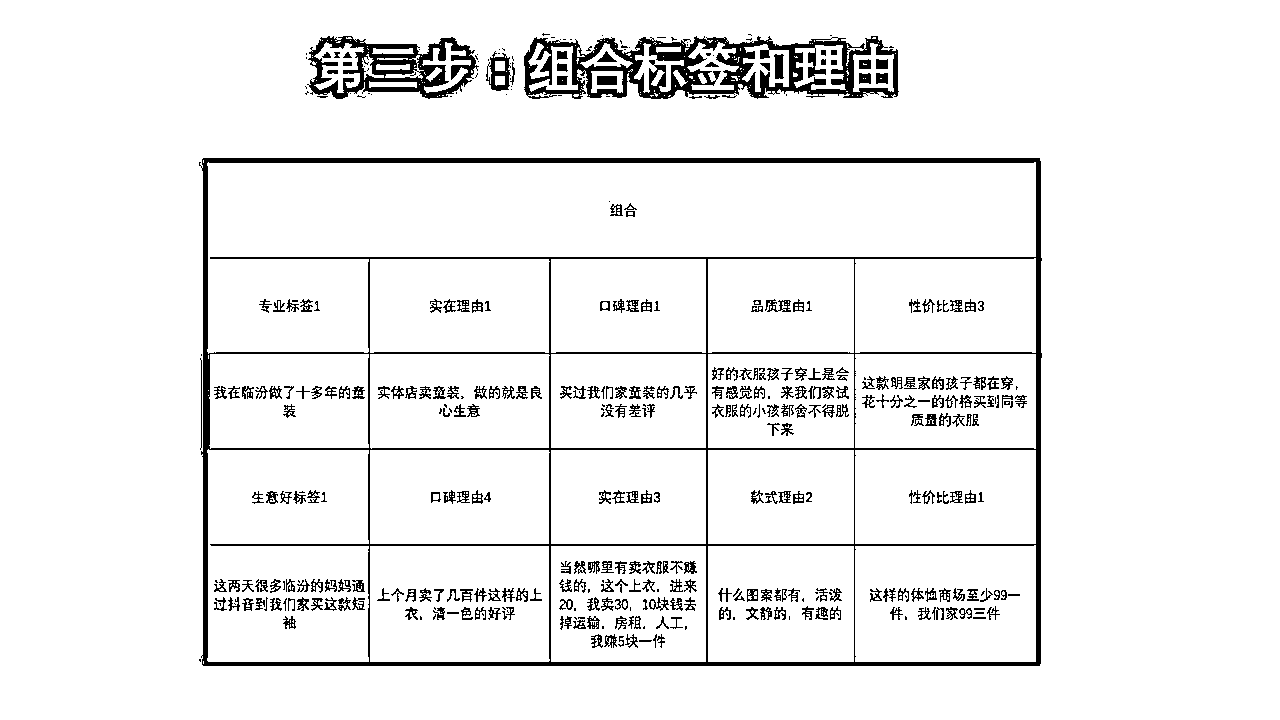 第三步：组合标签和理由
组合
专业标签1
实在理由1
口碑理由1
品质理由1
性价比理由3
我在临汾做了十多年的童
装
实体店卖童装，做的就是良
心生意
买过我们家童装的几乎
没有差评
好的衣服孩子穿上是会
有感觉的，来我们家试
衣服的小孩都舍不得脱
下来
这款明星家的孩子都在穿，
花十分之一的价格买到同等
质量的衣服
生意好标签1
口碑理由4
实在理由3
款式理由2
性价比理由1
这两天很多临汾的妈妈通
过抖音到我们家买这款短
袖
上个月卖了几百件这样的上
衣，清一色的好评
当然哪里有卖衣服不赚
钱的，这个上衣，进来
20，我卖30，10块钱去
掉运输，房租，人工，
我赚5块一件
什么图案都有，活泼
的，文静的，有趣的
这样的体恤商场至少99一
件，我们家99三件